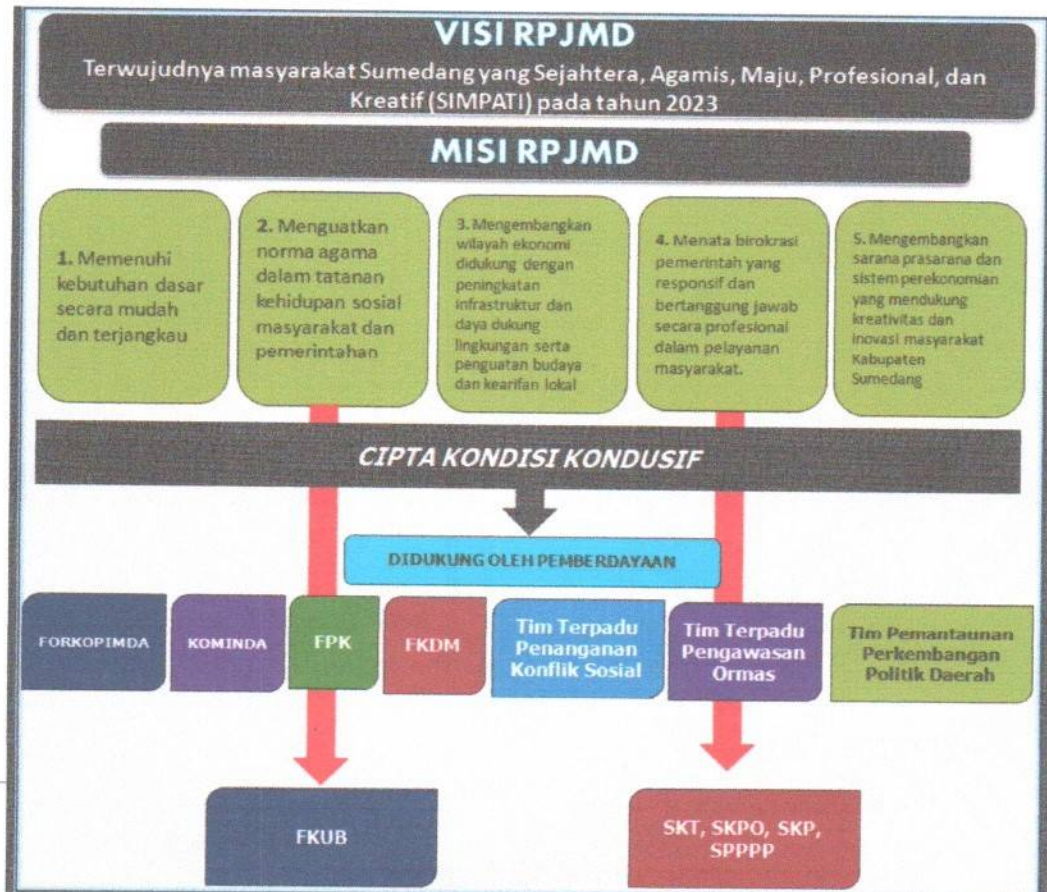 VISI RPJMD
Terwujudnya masyarakat Sumedang yang Sejahtera, Agamis, Maju, Profesional, dan
Kreatif (SIMPATI) pada tahun 2023
MISI RPJMD
1. Memenuhi
kebutuhan dasar
secara mudah
dan terjangkau
2. Menguatkan
norma agama
dalam tatanan
kehidupan sosial
masyarakat dan
pemerintahan
3. Mengembangkan
wilayah ekonomi
didukung dengan
peningkatan
infrastruktur dan
daya dukung
lingkungan serta
penguatan budaya
dan kearifan lokal
4. Menata birokrasi
pemerintah yang
responsif dan
bertanggung jawab
secara profesional
dalam pelayanan
masyarakat.
5. Mengembangkan
sarana prasarana dan
sistem perekonomian
yang mendukung
kreativitas dan
inovasi masyarakat
Kabupaten
Sumedang
CIPTA KONDISI KONDUSIF
DIDUKUNG OLEH PEMBERDAYAAN
FORKOPIMDA
KOMINDA
FPK
FKDM
Tim Terpadu
Penanganan
Konflik Sosial
Tim Terpadu
Pengawasan
Ormas
Tim Pemantaunan
Perkembangan
Politik Daerah
FKUB
SKT, SKPO, SKP,
SPPPP